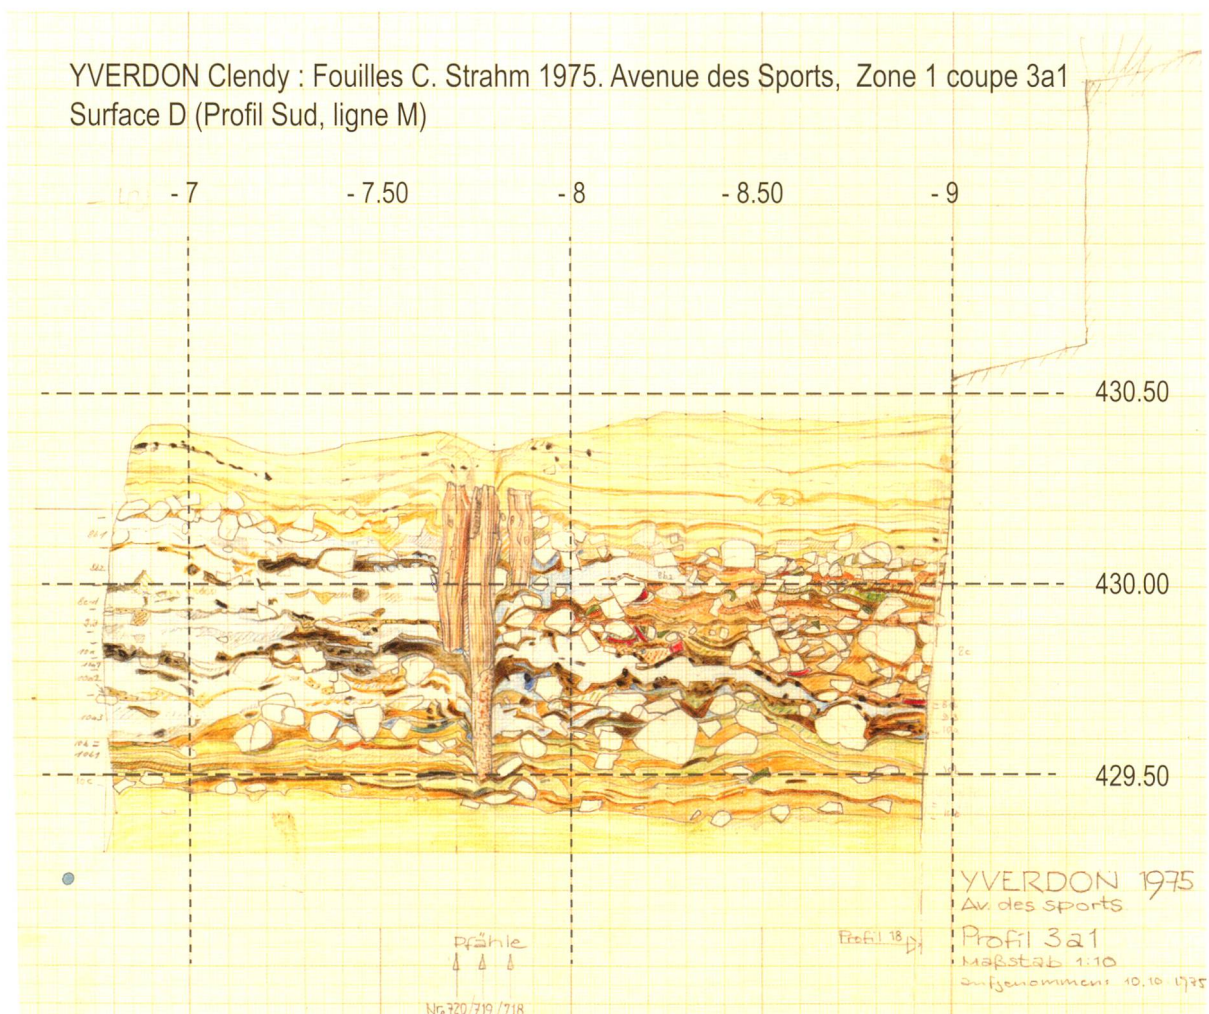 YVERDON Clendy : Fouilles C. Strahm 1975. Avenue des Sports, Zone 1 coupe 3a1
Surface D (Profil Sud, ligne M)
- 7 - 7.50 - 8 - 8.50 - 9
430.50
430.00
429.50
YVERDON 1975
Av. des sports
Profil 18
Profil 3a1
Maßstab 1:10
aufgenommen: 10.10.1975
Pfähle
Nr. 720/719/718